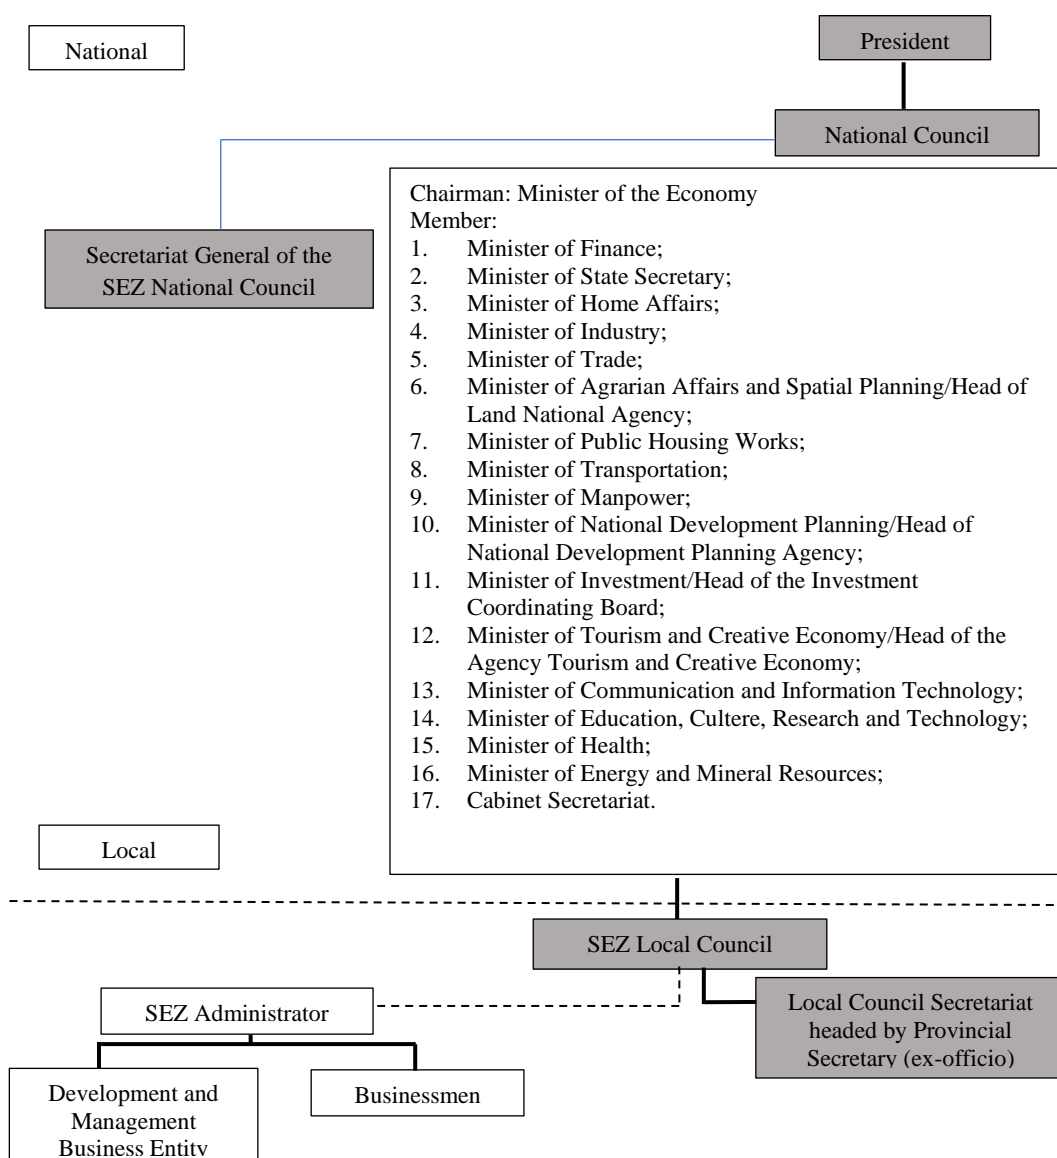 National
President
National Council
Secretariat General of the
SEZ National Council
Chairman: Minister of the Economy
Member:
1. Minister of Finance;
2. Minister of State Secretary;
3. Minister of Home Affairs;
4. Minister of Industry;
5. Minister of Trade;
6. Minister of Agrarian Affairs and Spatial Planning/Head of
Land National Agency;
7. Minister of Public Housing Works;
8. Minister of Transportation;
9. Minister of Manpower;
10. Minister of National Development Planning/Head of
National Development Planning Agency;
11. Minister of Investment/Head of the Investment
Coordinating Board;
12. Minister of Tourism and Creative Economy/Head of the
Agency Tourism and Creative Economy;
13. Minister of Communication and Information Technology;
14. Minister of Education, Cultere, Research and Technology;
15. Minister of Health;
16. Minister of Energy and Mineral Resources;
17. Cabinet Secretariat.
Local
SEZ Local Council
SEZ Administrator
Local Council Secretariat
headed by Provincial
Secretary (ex-officio)
Development and
Management
Business Entity
Businessmen